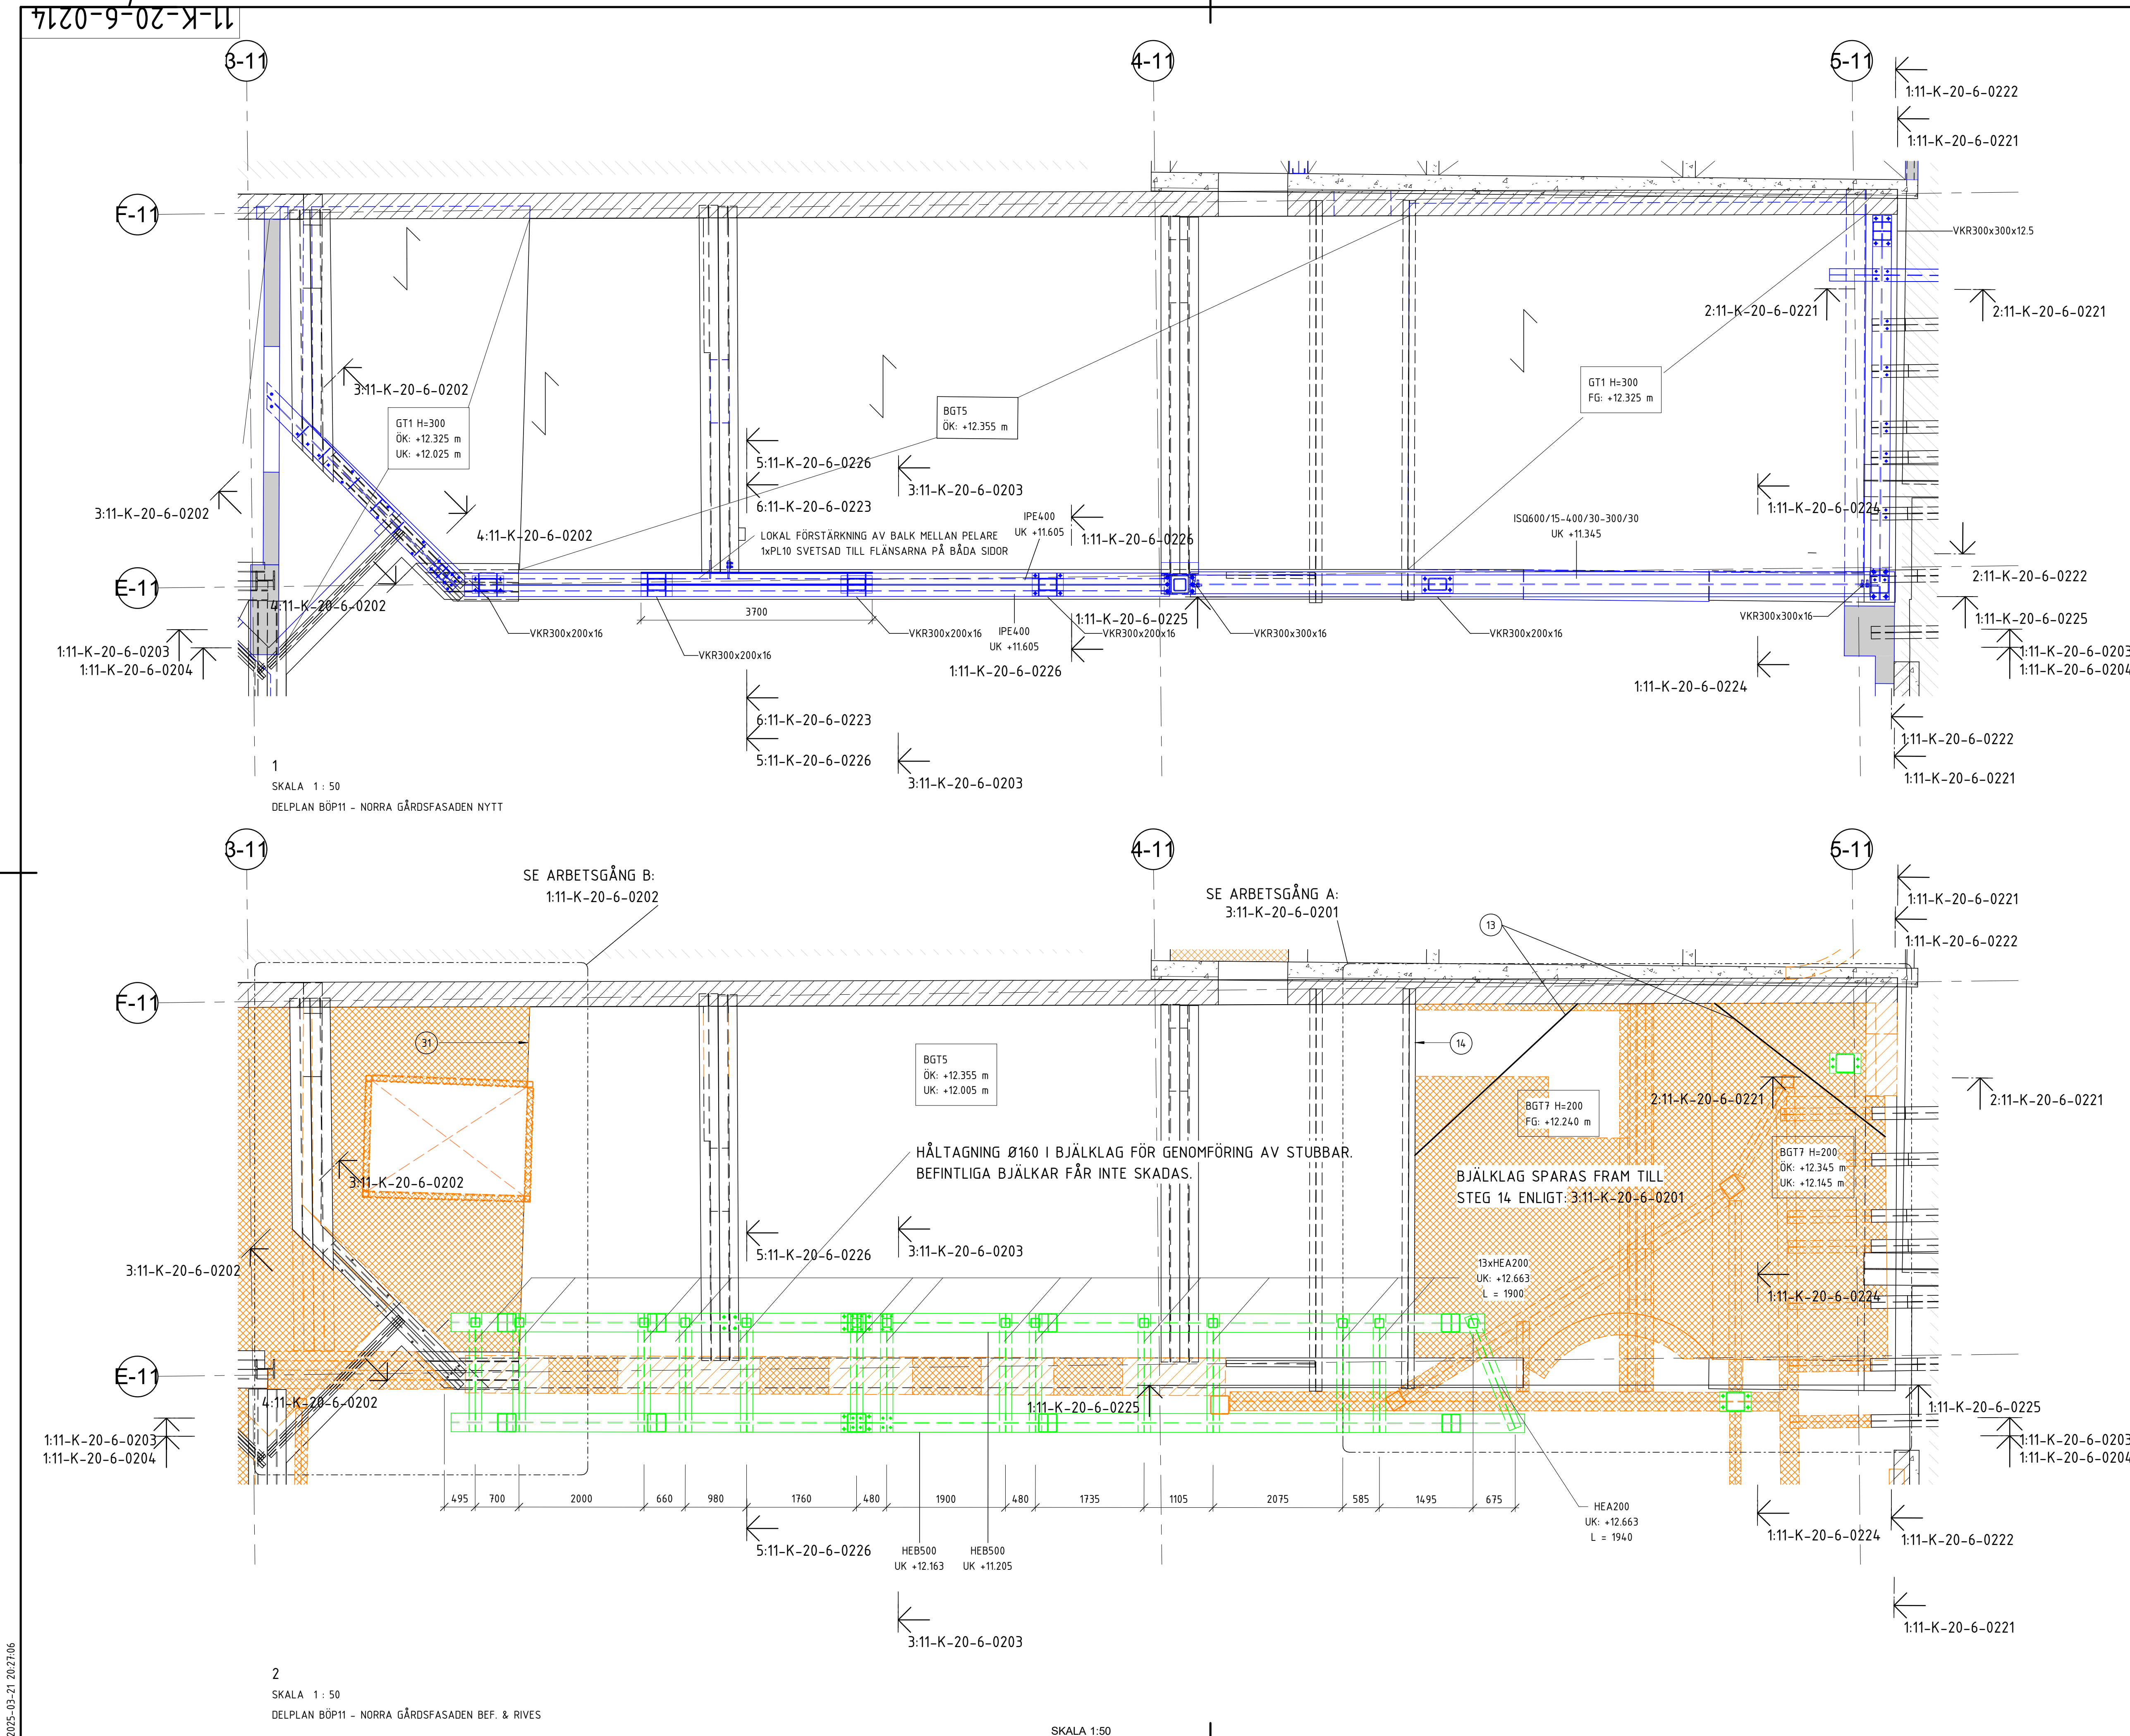 11-K-20-6-0214
3-11
4-11
5-11
1:11-K-20-6-0222
1:11-K-20-6-0221
F-11
VKR300x300x12.5
2:11-K-20-6-0221
2:11-K-20-6-0221
3:11-K-20-6-0202
GT1 H=300
ÖK: +12.325 m
UK: +12.025 m
BGT5
ÖK: +12.355 m
GT1 H=300
FG: +12.325 m
5:11-K-20-6-0226
3:11-K-20-6-0203
6:11-K-20-6-0223
3:11-K-20-6-0202
4:11-K-20-6-0202
LOKAL FÖRSTÄRKNING AV BALK MELLAN PELARE
1xPL10 SVETSAD TILL FLÄNSARNA PÅ BÅDA SIDOR
IPE400
UK +11.605
1:11-K-20-6-0226
ISQ600/15-400/30-300/30
UK +11.345
1:11-K-20-6-0224
2:11-K-20-6-0222
E-11
4:11-K-20-6-0202
3700
1:11-K-20-6-0225
VKR300x300x16
1:11-K-20-6-0225
VKR300x200x16
VKR300x200x16
VKR300x200x16
IPE400
UK +11.605
VKR300x200x16
VKR300x300x16
VKR300x200x16
1:11-K-20-6-0203
1:11-K-20-6-0204
1:11-K-20-6-0203
1:11-K-20-6-0204
1:11-K-20-6-0226
1:11-K-20-6-0224
6:11-K-20-6-0223
5:11-K-20-6-0226
3:11-K-20-6-0203
1:11-K-20-6-0222
1:11-K-20-6-0221
1
SKALA 1 : 50
DELPLAN BÖP11 - NORRA GÅRDSFASADEN NYTT
3-11
4-11
5-11
SE ARBETSGÅNG B:
1:11-K-20-6-0202
SE ARBETSGÅNG A:
3:11-K-20-6-0201
1:11-K-20-6-0221
1:11-K-20-6-0222
13
F-11
31
14
BGT5
ÖK: +12.355 m
UK: +12.005 m
BGT7 H=200
FG: +12.240 m
2:11-K-20-6-0221
2:11-K-20-6-0221
BGT7 H=200
ÖK: +12.345 m
UK: +12.145 m
HÅLTAGNING Ø160 I BJÄLKLAG FÖR GENOMFÖRING AV STUBBAR.
BEFINTLIGA BJÄLKAR FÅR INTE SKADAS.
BJÄLKLAG SPARAS FRAM TILL
STEG 14 ENLIGT: 3:11-K-20-6-0201
3:11-K-20-6-0202
5:11-K-20-6-0226
3:11-K-20-6-0203
3:11-K-20-6-0202
13xHEA200
UK: +12.663
L = 1900
1:11-K-20-6-0224
E-11
4:11-K-20-6-0202
1:11-K-20-6-0225
1:11-K-20-6-0225
1:11-K-20-6-0203
1:11-K-20-6-0204
1:11-K-20-6-0203
1:11-K-20-6-0204
495 700 2000 660 980 1760 480 1900 480 1735 1105 2075 585 1495 675
HEA200
UK: +12.663
L = 1940
5:11-K-20-6-0226
HEB500
UK +12.163
HEB500
UK +11.205
1:11-K-20-6-0224
1:11-K-20-6-0222
3:11-K-20-6-0203
1:11-K-20-6-0221
2
SKALA 1 : 50
DELPLAN BÖP11 - NORRA GÅRDSFASADEN BEF. & RIVES
SKALA 1:50
2025-03-21 20:27:06